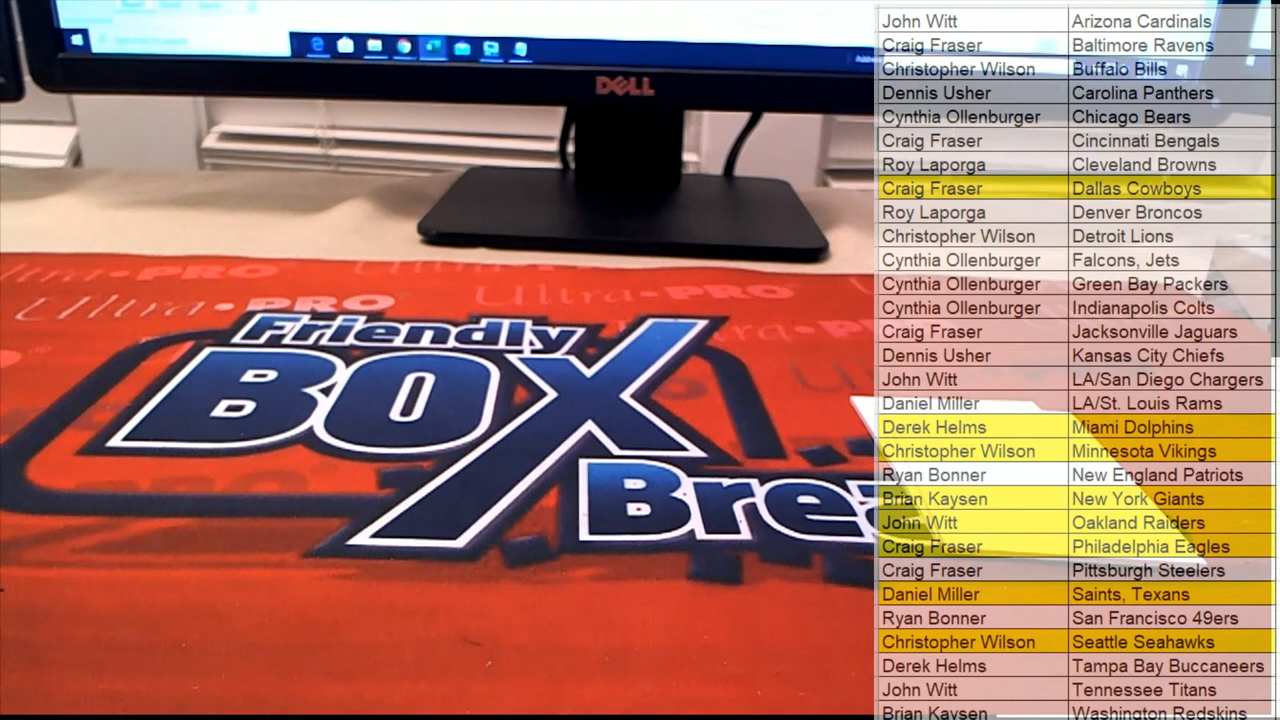 DELL
Ultra PRO
Ultra PRO
Ultra PRO
Friendly
BOX
Brea
John Witt Arizona Cardinals
Craig Fraser Baltimore Ravens
Christopher Wilson Buffalo Bills
Dennis Usher Carolina Panthers
Cynthia Ollenburger Chicago Bears
Craig Fraser Cincinnati Bengals
Roy Laporga Cleveland Browns
Craig Fraser Dallas Cowboys
Roy Laporga Denver Broncos
Christopher Wilson Detroit Lions
Cynthia Ollenburger Falcons, Jets
Cynthia Ollenburger Green Bay Packers
Cynthia Ollenburger Indianapolis Colts
Craig Fraser Jacksonville Jaguars
Dennis Usher Kansas City Chiefs
John Witt LA/San Diego Chargers
Daniel Miller LA/St. Louis Rams
Derek Helms Miami Dolphins
Christopher Wilson Minnesota Vikings
Ryan Bonner New England Patriots
Brian Kaysen New York Giants
John Witt Oakland Raiders
Craig Fraser Philadelphia Eagles
Craig Fraser Pittsburgh Steelers
Daniel Miller Saints, Texans
Ryan Bonner San Francisco 49ers
Christopher Wilson Seattle Seahawks
Derek Helms Tampa Bay Buccaneers
John Witt Tennessee Titans
Brian Kaysen Washington Redskins